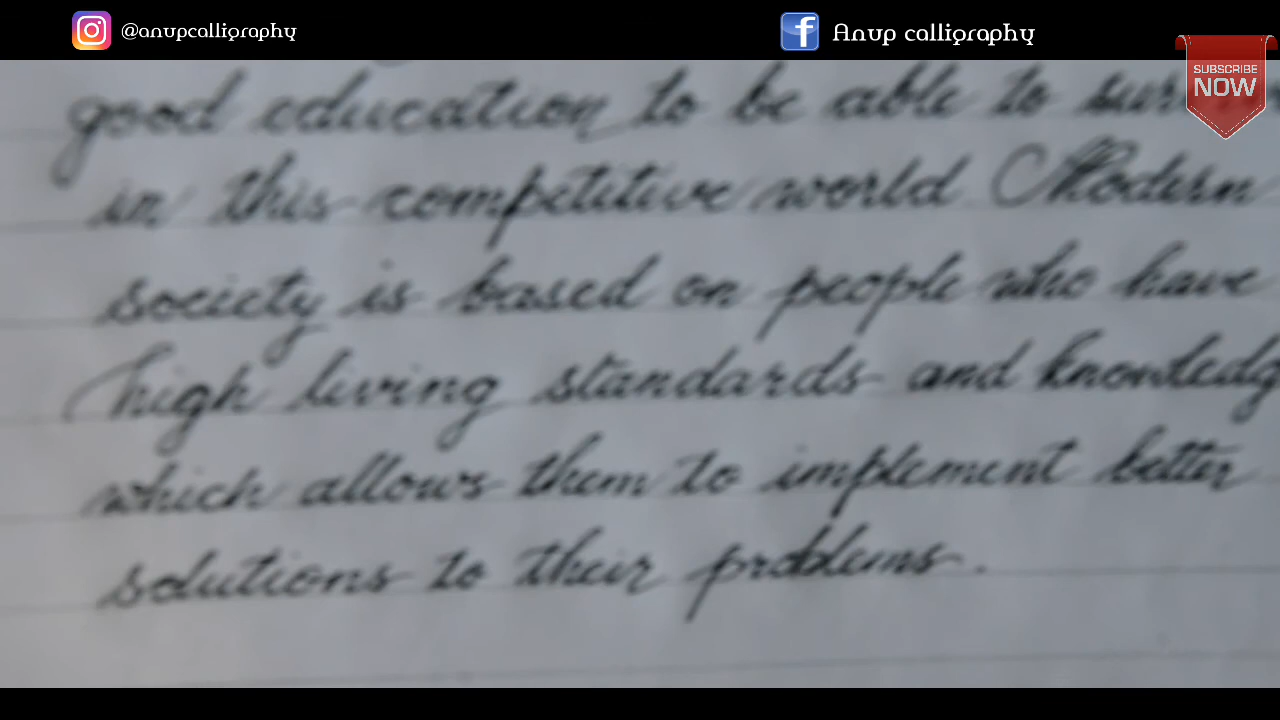 @anupcalligraphy
Anup calligraphy
SUBSCRIBE
NOW
good education to be able to
in this competitive world Modern
society is based on people who have
high living standards and
which allows them to implement better
solutions to their problems.